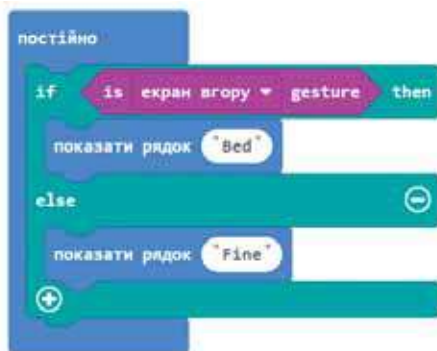 постійно
if is екран вгору gesture then
показати рядок "Bed"
else
показати рядок "Fine"